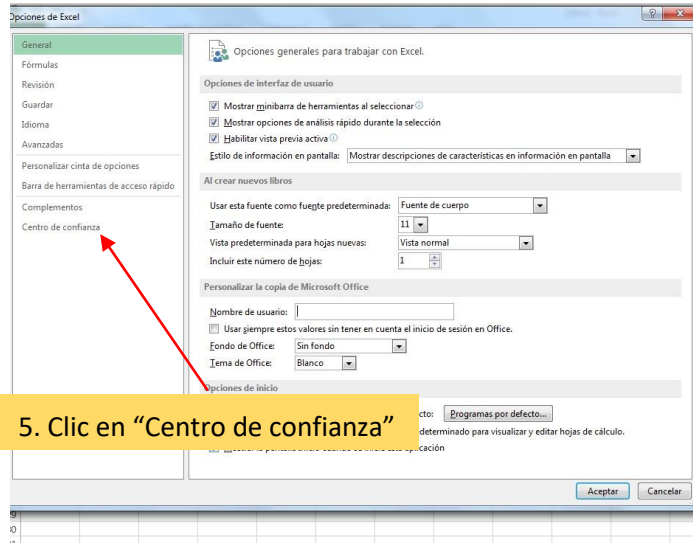 Opciones de Excel
General
Fórmulas
Revisión
Guardar
Idioma
Avanzadas
Personalizar cinta de opciones
Barra de herramientas de acceso rápido
Complementos
Centro de confianza
Opciones generales para trabajar con Excel.
Opciones de interfaz de usuario
Mostrar minibarra de herramientas al seleccionar
Mostrar opciones de análisis rápido durante la selección
Habilitar vista previa activa
Estilo de información en pantalla: Mostrar descripciones de características en información en pantalla
Al crear nuevos libros
Usar esta fuente como fuente predeterminada: Fuente de cuerpo
Tamaño de fuente: 11
Vista predeterminada para hojas nuevas: Vista normal
Incluir este número de hojas: 1
Personalizar la copia de Microsoft Office
Nombre de usuario:
Usar siempre estos valores sin tener en cuenta el inicio de sesión en Office.
Fondo de Office: Sin fondo
Tema de Office: Blanco
Opciones de inicio
cto: Programas por defecto...
determinado para visualizar y editar hojas de cálculo.
5. Clic en “Centro de confianza”
Aceptar Cancelar
30